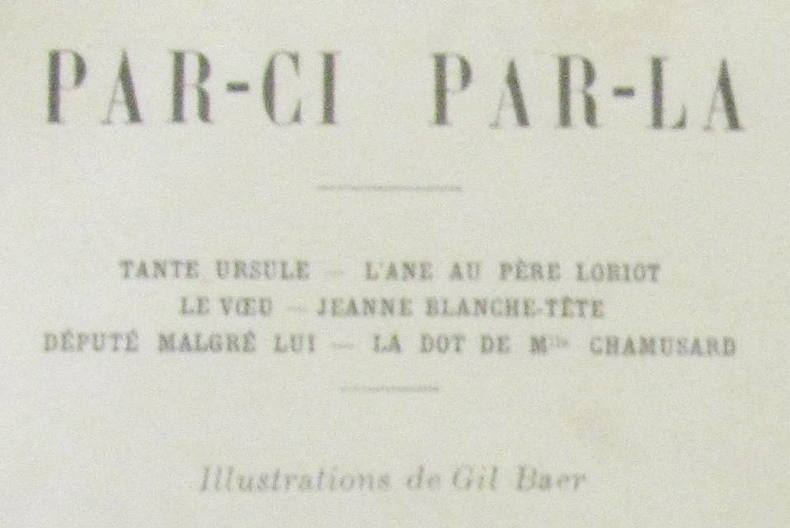 PAR-CI PAR-LA
TANTE URSULE — L'ANE AU PÈRE LORIOT
LE VŒU — JEANNE BLANCHE-TÊTE
DÉPUTÉ MALGRÉ LUI — LA DOT DE Mlle CHAMUSARD
Illustrations de Gil Baer